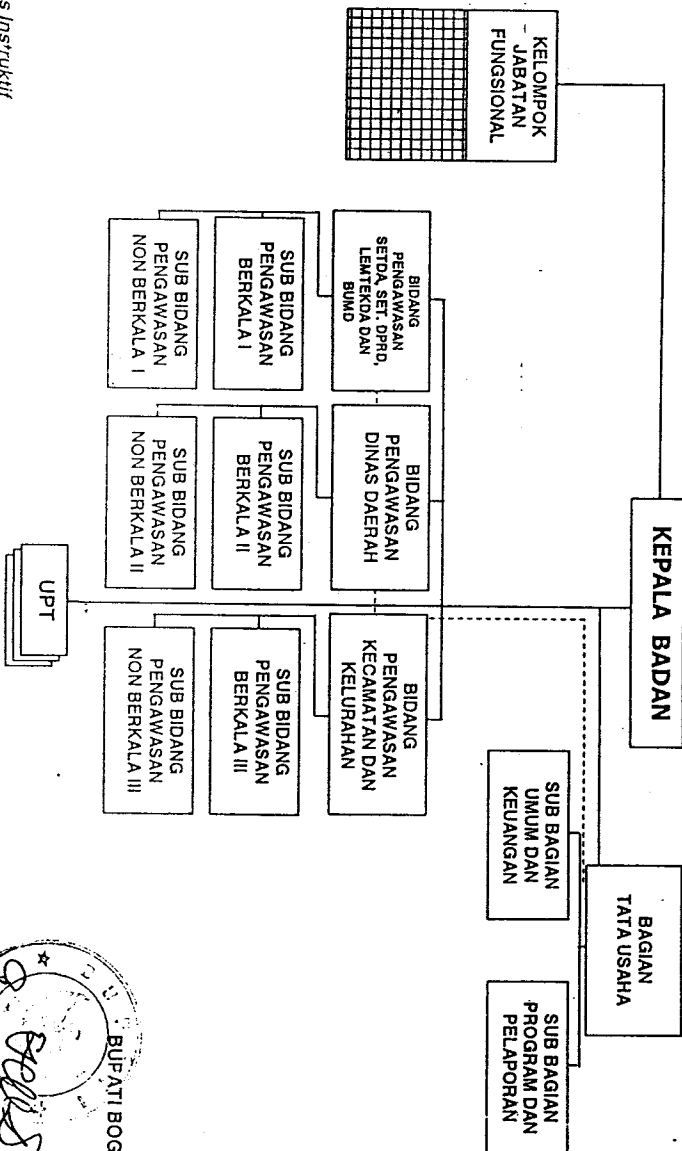 KEPALA BADAN
KELOMPOK
JABATAN
FUNGSIONAL
BAGIAN
TATA USAHA
SUB BAGIAN
UMUM DAN
KEUANGAN
SUB BAGIAN
PROGRAM DAN
PELAPORAN
BIDANG
PENGAWASAN
SETDA, SET. DPRD,
LEMTEKDA DAN
BUMD
BIDANG
PENGAWASAN
DINAS DAERAH
BIDANG
PENGAWASAN
KECAMATAN DAN
KELURAHAN
SUB BIDANG
PENGAWASAN
BERKALA I
SUB BIDANG
PENGAWASAN
BERKALA II
SUB BIDANG
PENGAWASAN
BERKALA III
SUB BIDANG
PENGAWASAN
NON BERKALA I
SUB BIDANG
PENGAWASAN
NON BERKALA II
SUB BIDANG
PENGAWASAN
NON BERKALA III
UPT
Instruktif
BUPATI BOG